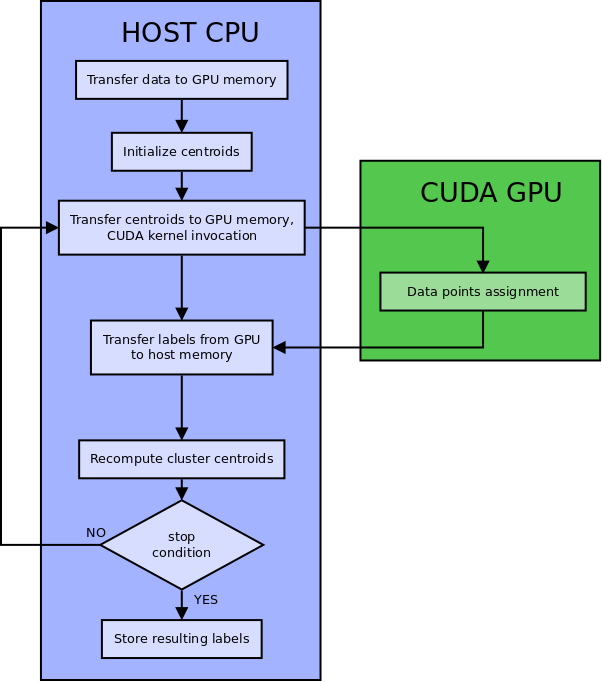 HOST CPU
Transfer data to GPU memory
Initialize centroids
Transfer centroids to GPU memory,
CUDA kernel invocation
CUDA GPU
Data points assignment
Transfer labels from GPU
to host memory
Recompute cluster centroids
stop
condition
NO
YES
Store resulting labels